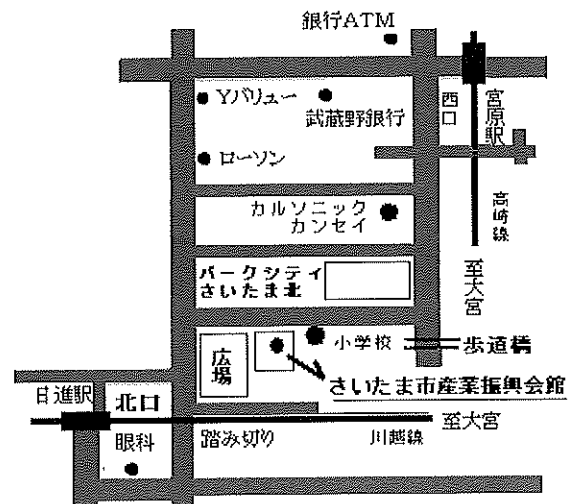 銀行ATM
Yバリュー
武蔵野銀行
西口
宮原駅
ローソン
カルソニック
カンセイ
高崎線
パークシティ
さいたま北
至大宮
広場
小学校
歩道橋
さいたま市産業振興会館
日進駅
北口
眼科
踏み切り
川越線
至大宮